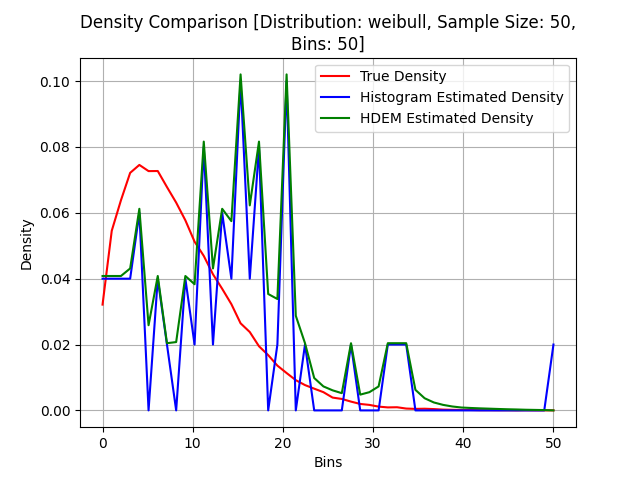 Density Comparison [Distribution: weibull, Sample Size: 50,
Bins: 50]
True Density
Histogram Estimated Density
HDEM Estimated Density
Density
0.10
0.08
0.06
0.04
0.02
0.00
0 10 20 30 40 50
Bins